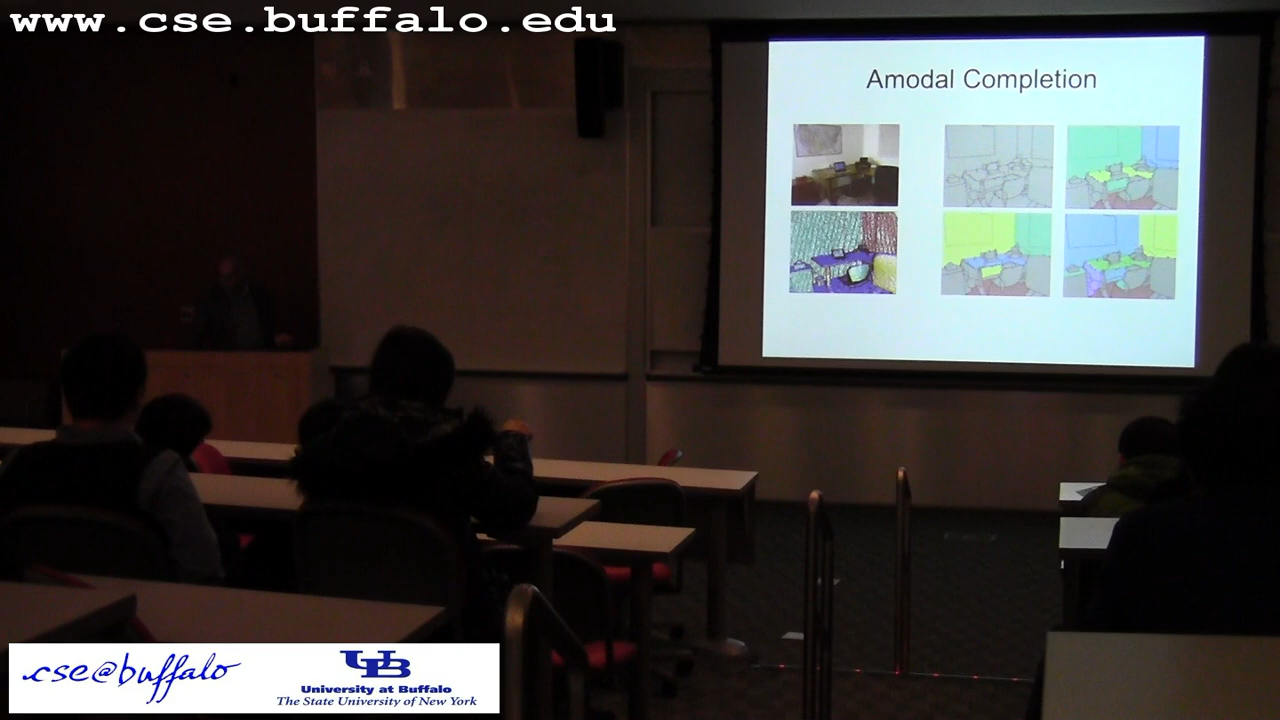 www.cse.buffalo.edu
Amodal Completion
cse@buffalo
UB
University at Buffalo
The State University of New York